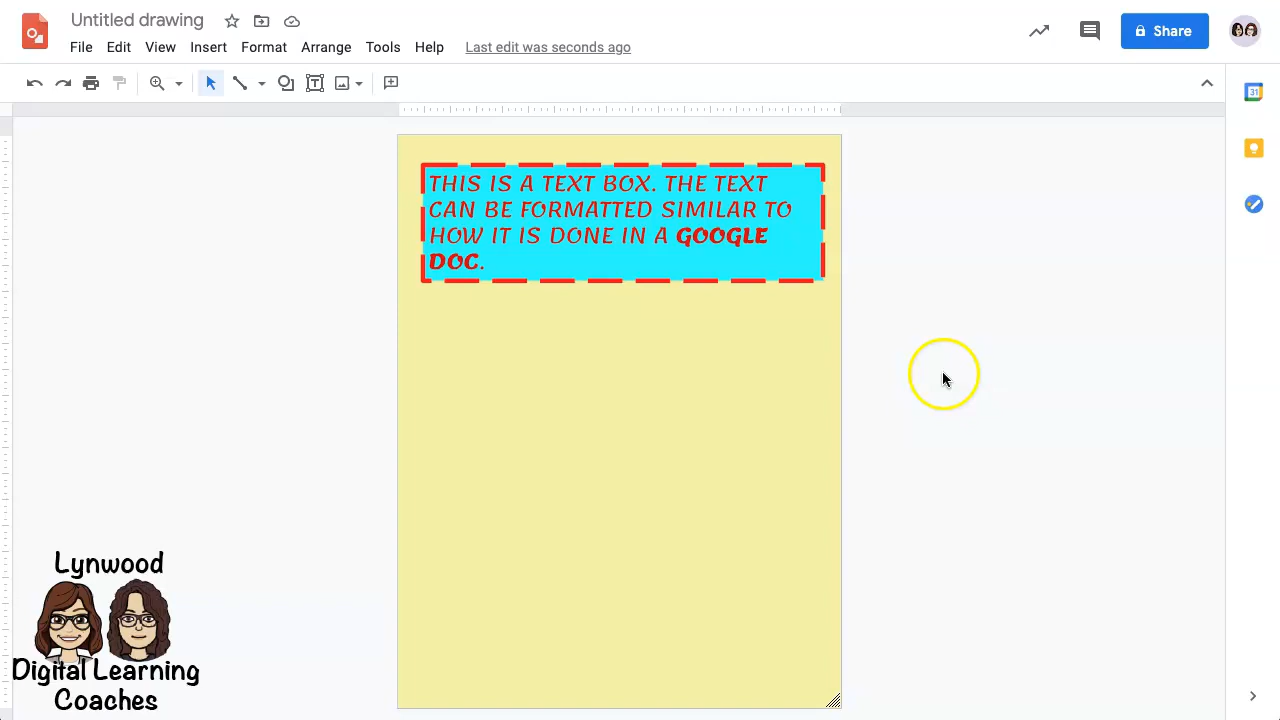 Untitled drawing
File Edit View Insert Format Arrange Tools Help Last edit was seconds ago
Share
31
THIS IS A TEXT BOX. THE TEXT
CAN BE FORMATTED SIMILAR TO
HOW IT IS DONE IN A GOOGLE
DOC.
Lynwood
Digital Learning
Coaches